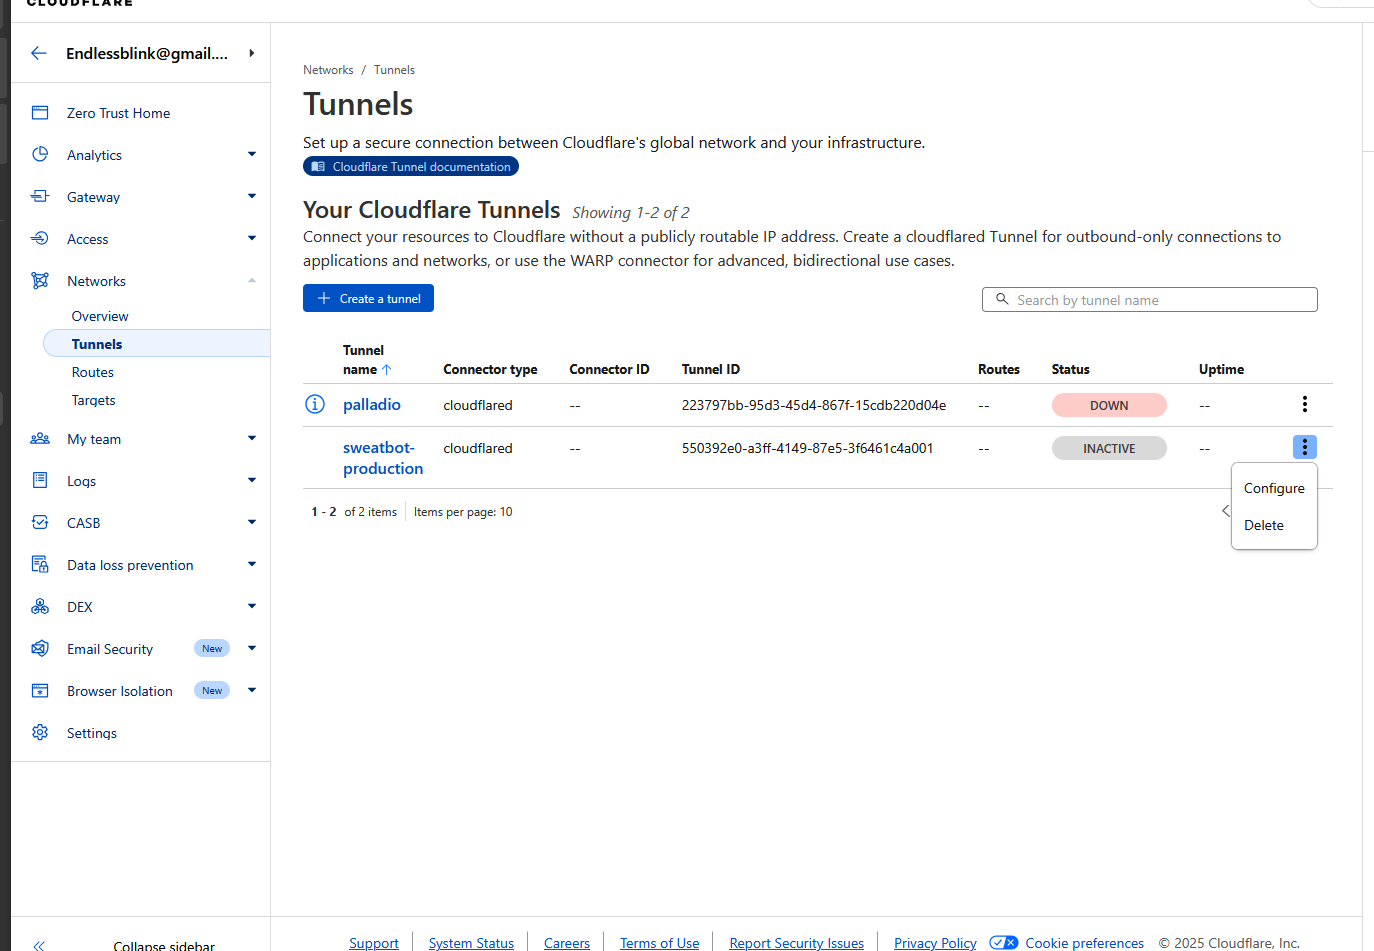 CLOUDFLARE
Endlessblink@gmail....
Zero Trust Home
Analytics
Gateway
Access
Networks
Overview
Tunnels
Routes
Targets
My team
Logs
CASB
Data loss prevention
DEX
Email Security New
Browser Isolation New
Settings
Collapse sidebar
Networks / Tunnels
Tunnels
Set up a secure connection between Cloudflare's global network and your infrastructure.
Cloudflare Tunnel documentation
Your Cloudflare Tunnels Showing 1-2 of 2
Connect your resources to Cloudflare without a publicly routable IP address. Create a cloudflared Tunnel for outbound-only connections to
applications and networks, or use the WARP connector for advanced, bidirectional use cases.
Create a tunnel
Search by tunnel name
Tunnel
name ↑ Connector type Connector ID Tunnel ID Routes Status Uptime
palladio cloudflared -- 223797bb-95d3-45d4-867f-15cdb220d04e -- DOWN --
sweatbot- cloudflared -- 550392e0-a3ff-4149-87e5-3f6461c4a001 -- INACTIVE --
production
Configure
Delete
1 - 2 of 2 items Items per page: 10
Support System Status Careers Terms of Use Report Security Issues Privacy Policy Cookie preferences © 2025 Cloudflare, Inc.